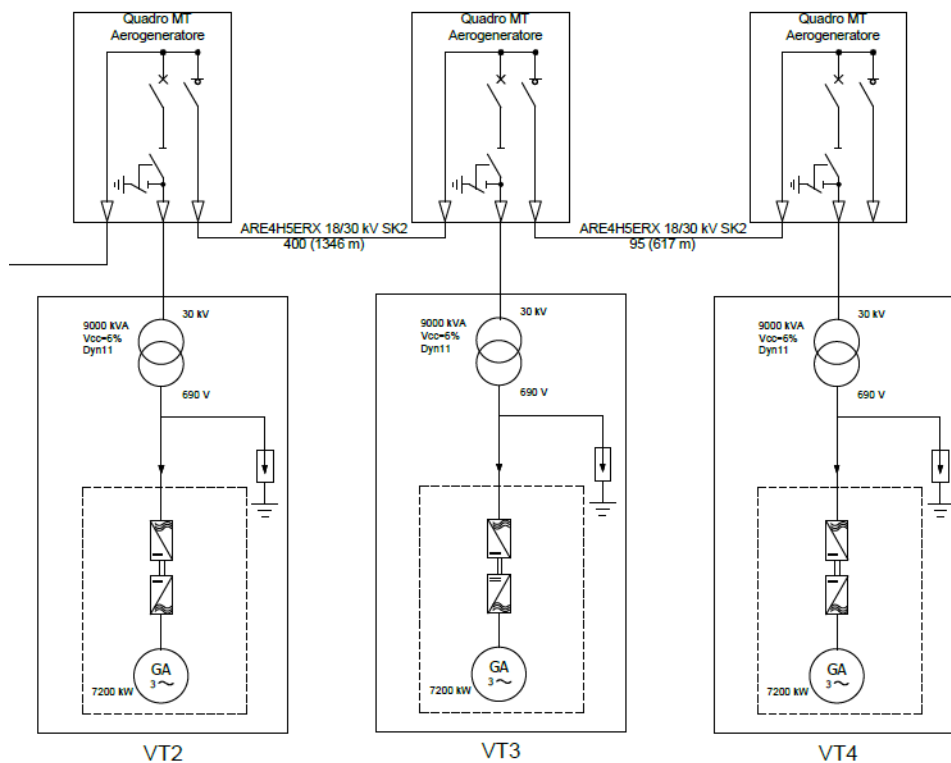 Quadro MT
Aerogeneratore
Quadro MT
Aerogeneratore
Quadro MT
Aerogeneratore
ARE4H5ERX 18/30 kV SK2
400 (1346 m)
ARE4H5ERX 18/30 kV SK2
95 (617 m)
30 kV
9000 kVA
Vcc=6%
Dyn11
690 V
GA
3
7200 kW
VT2
30 kV
9000 kVA
Vcc=6%
Dyn11
690 V
GA
3
7200 kW
VT3
30 kV
9000 kVA
Vcc=6%
Dyn11
690 V
GA
3
7200 kW
VT4